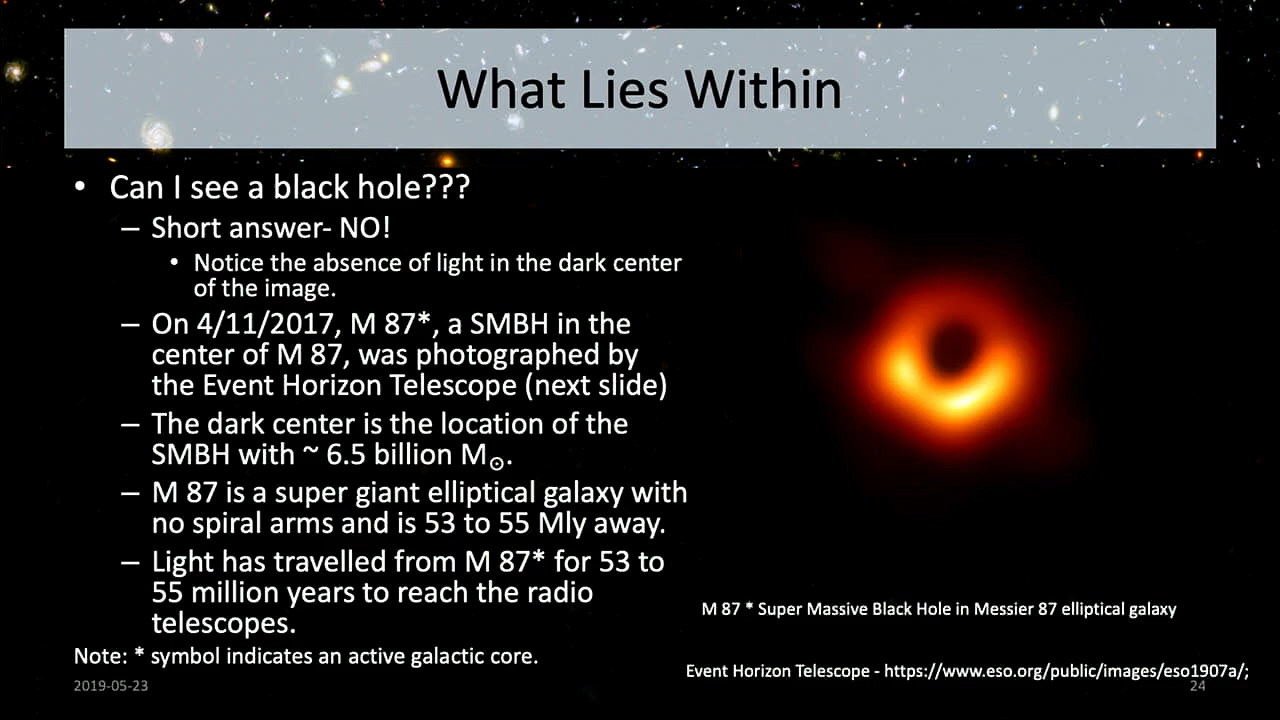 What Lies Within
• Can I see a black hole???
– Short answer- NO!
• Notice the absence of light in the dark center
of the image.
– On 4/11/2017, M 87*, a SMBH in the
center of M 87, was photographed by
the Event Horizon Telescope (next slide)
– The dark center is the location of the
SMBH with ~ 6.5 billion M☉.
– M 87 is a super giant elliptical galaxy with
no spiral arms and is 53 to 55 Mly away.
– Light has travelled from M 87* for 53 to
55 million years to reach the radio
telescopes.
Note: * symbol indicates an active galactic core.
2019-05-23
M 87 * Super Massive Black Hole in Messier 87 elliptical galaxy
Event Horizon Telescope - https://www.eso.org/public/images/eso1907a/;
24